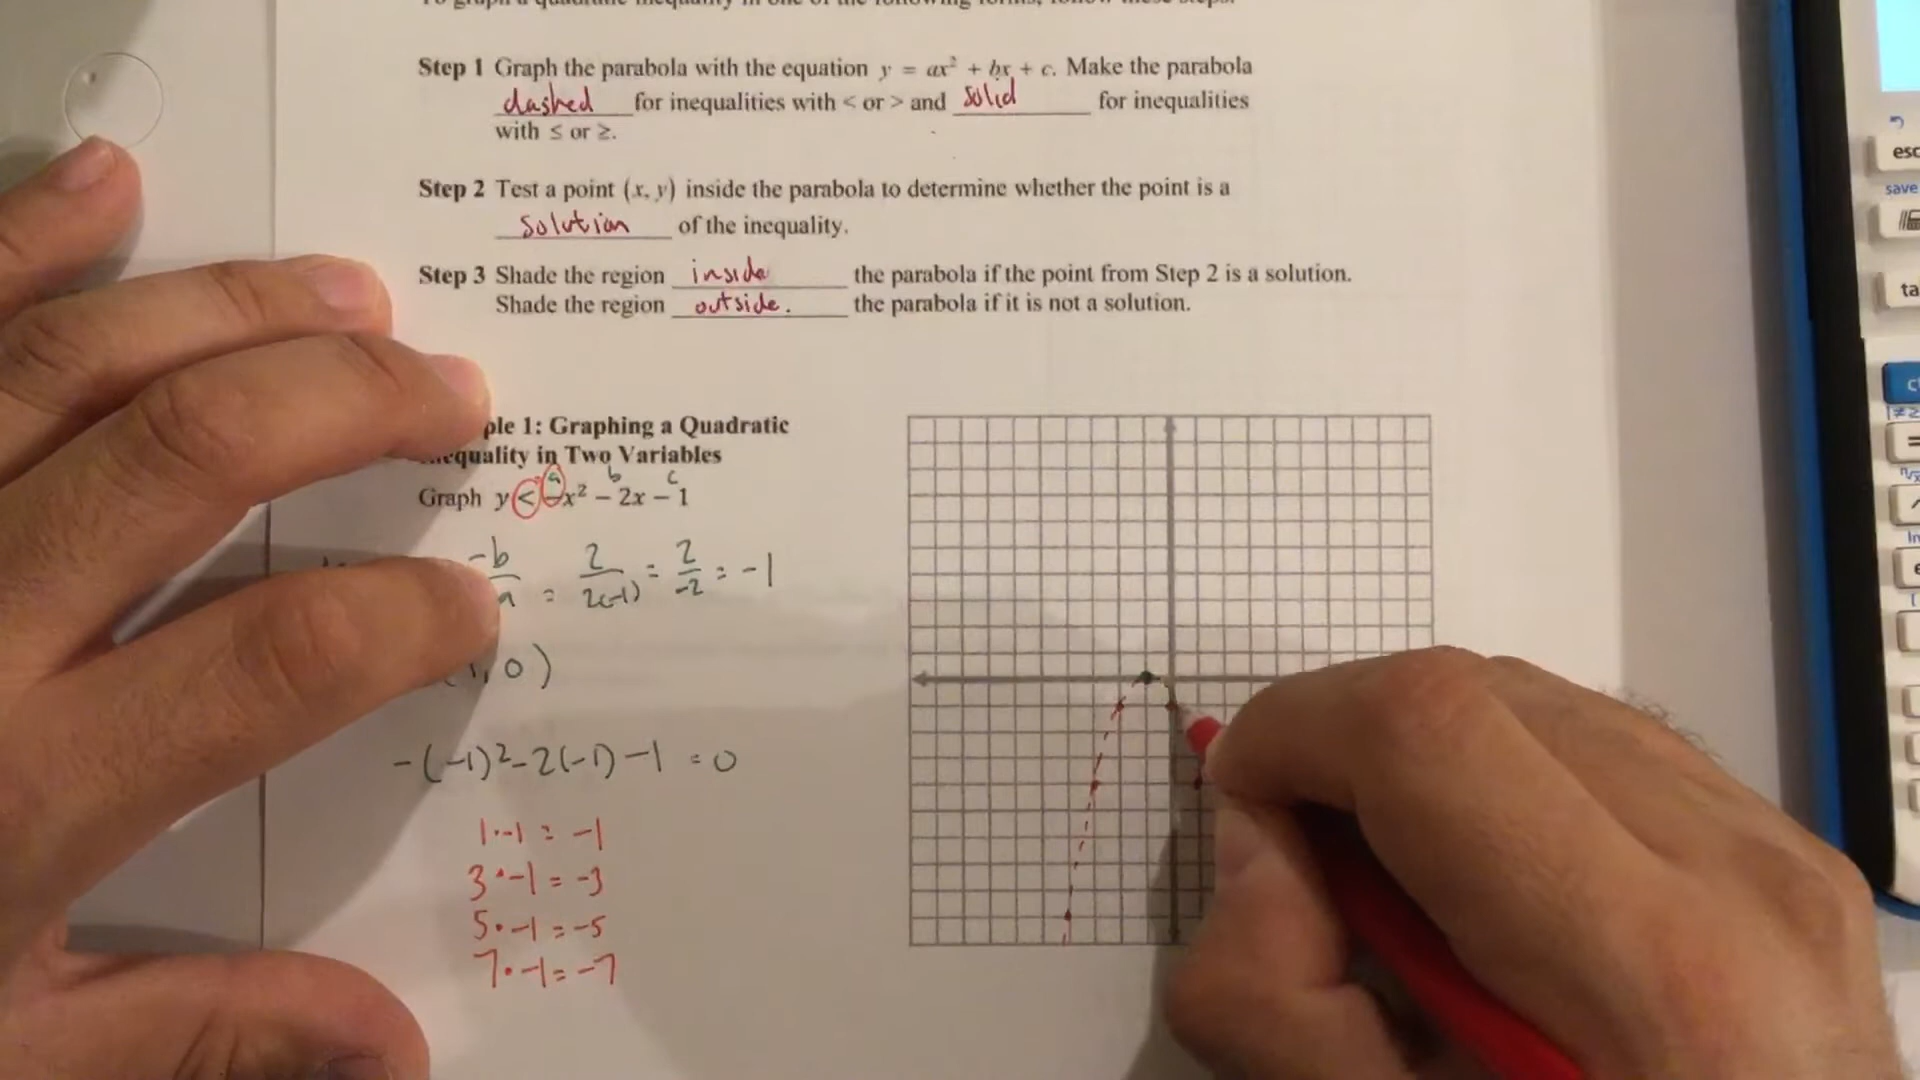 Step 1 Graph the parabola with the equation y = ax² + bx + c. Make the parabola
dashed for inequalities with < or > and solid for inequalities
with ≤ or ≥.
Step 2 Test a point (x, y) inside the parabola to determine whether the point is a
solution of the inequality.
Step 3 Shade the region inside the parabola if the point from Step 2 is a solution.
Shade the region outside. the parabola if it is not a solution.
ple 1: Graphing a Quadratic
equality in Two Variables
a b c
Graph y < −x² − 2x − 1
-b/a = 2/2(-1) = 2/-2 = -1
(1, 0)
-(-1)²-2(-1)-1 = 0
1·-1 = -1
3·-1 = -3
5·-1 = -5
7·-1 = -7
esc
save
ta